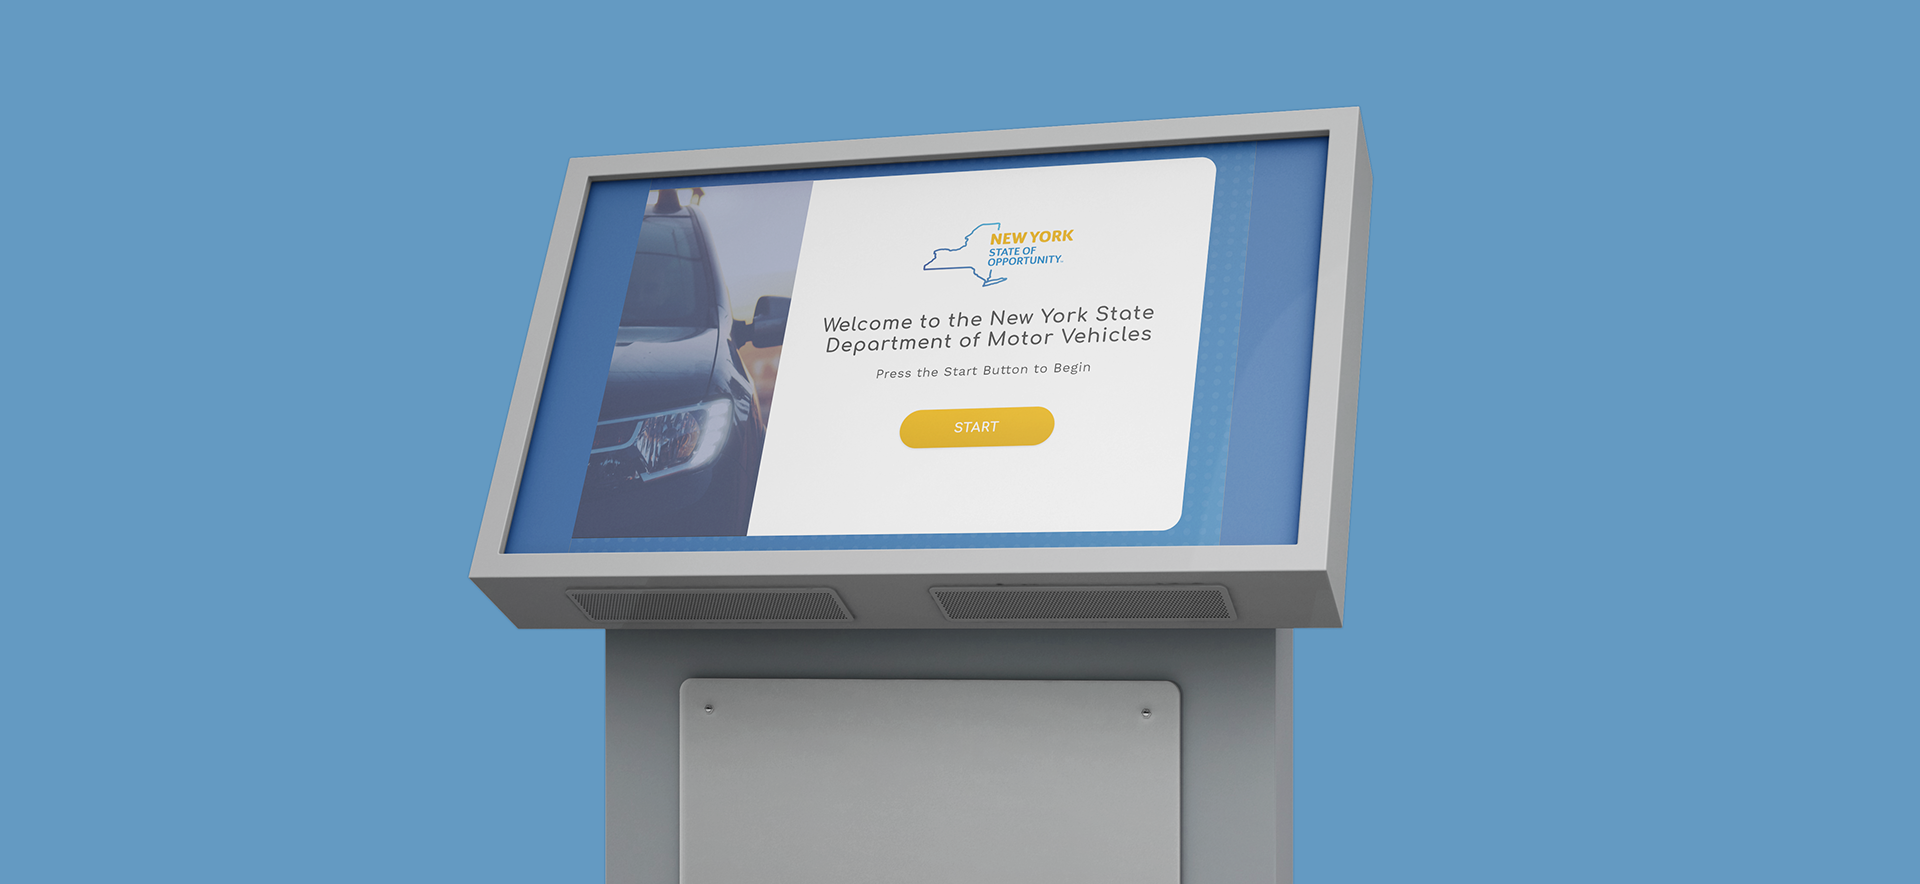 NEW YORK
STATE OF
OPPORTUNITY™
Welcome to the New York State
Department of Motor Vehicles
Press the Start Button to Begin
START